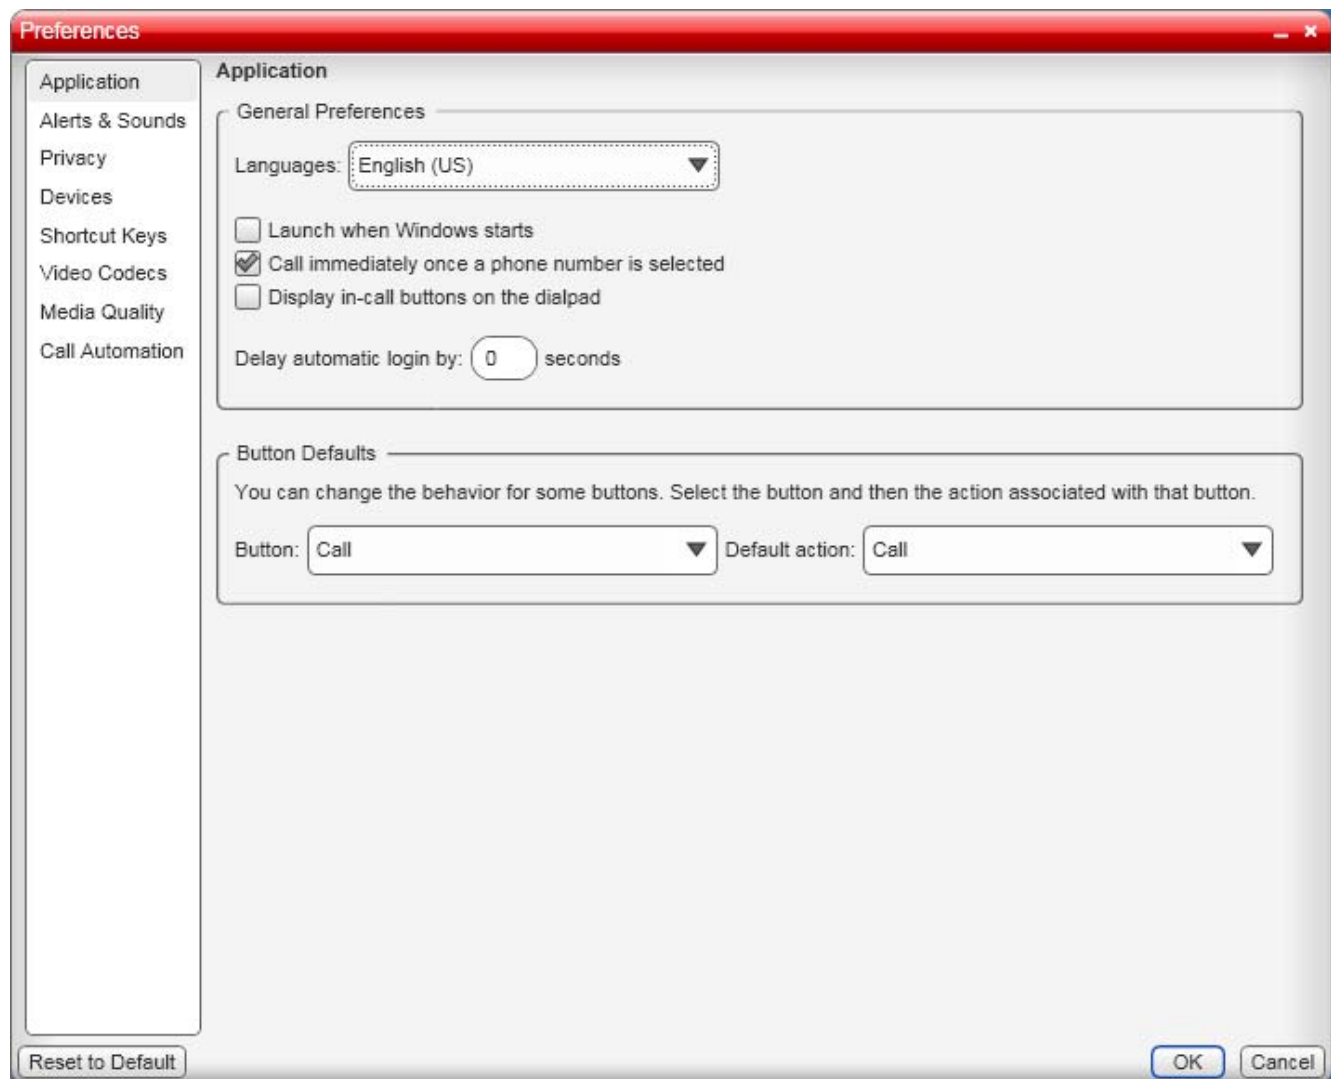 Preferences
Application
Alerts & Sounds
Privacy
Devices
Shortcut Keys
Video Codecs
Media Quality
Call Automation
Application
General Preferences
Languages: English (US)
Launch when Windows starts
Call immediately once a phone number is selected
Display in-call buttons on the dialpad
Delay automatic login by: 0 seconds
Button Defaults
You can change the behavior for some buttons. Select the button and then the action associated with that button.
Button: Call Default action: Call
Reset to Default OK Cancel